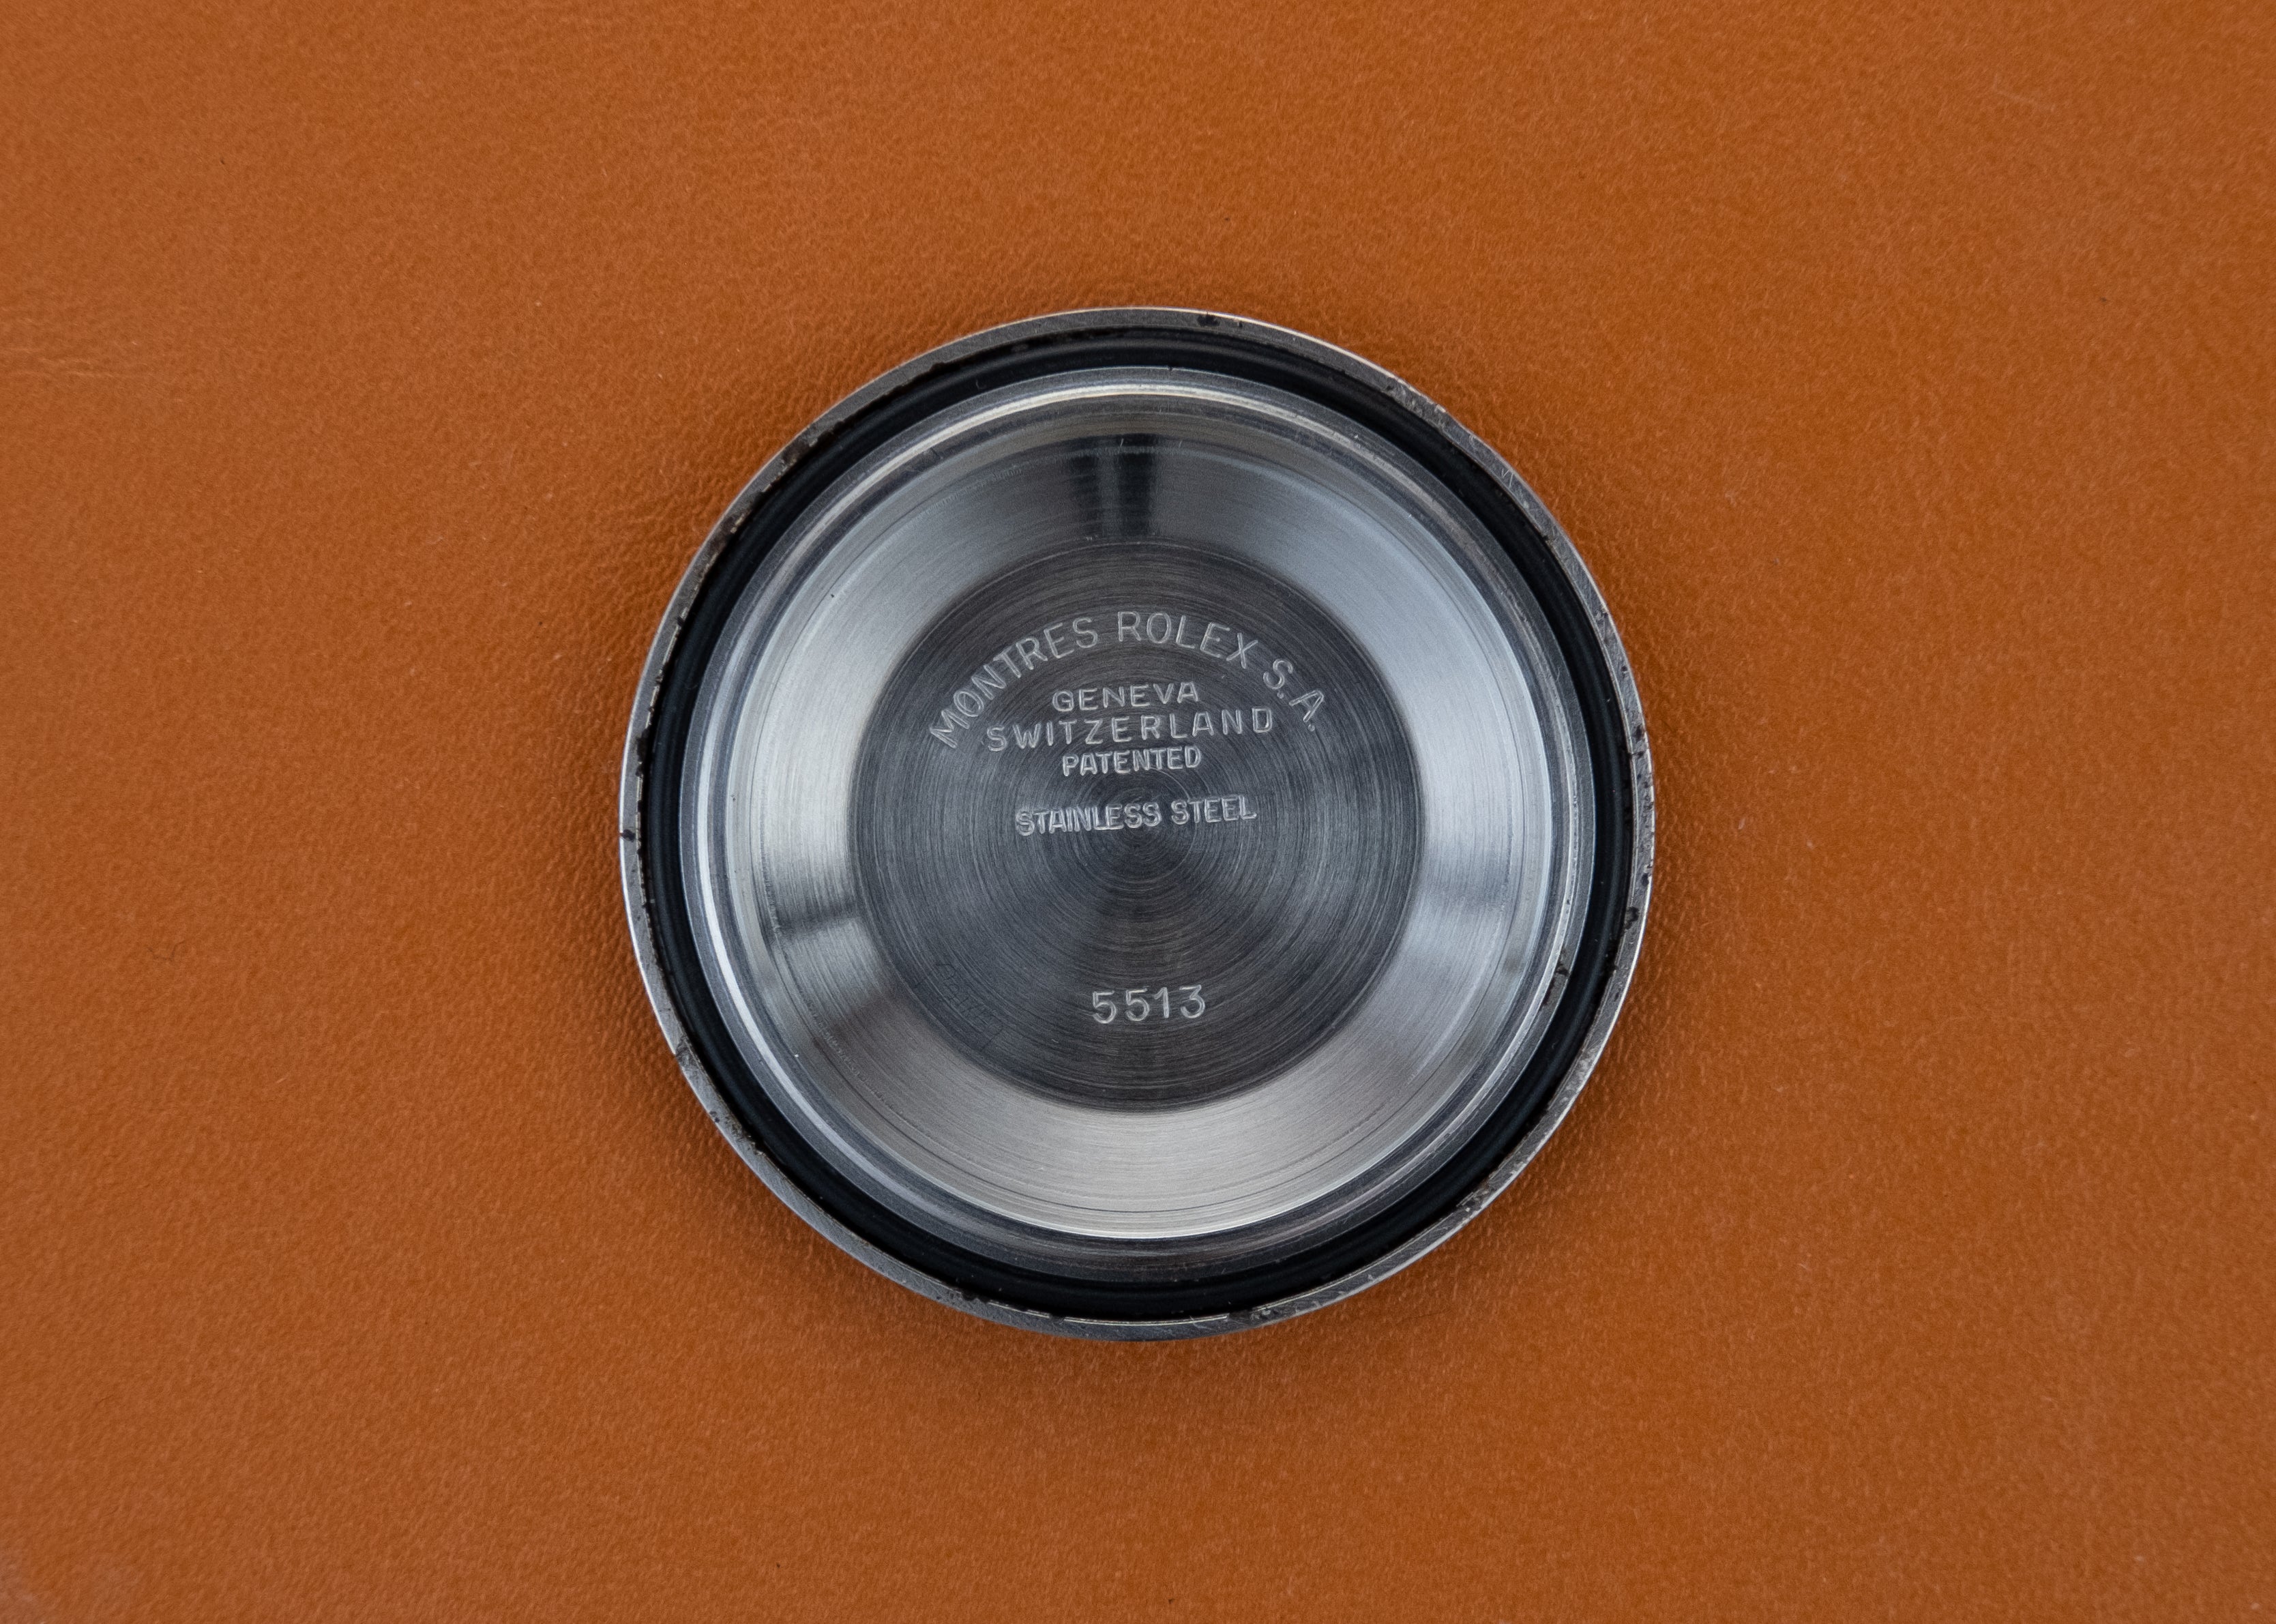 MONTRES ROLEX S.A.
GENEVA
SWITZERLAND
PATENTED
STAINLESS STEEL
5513